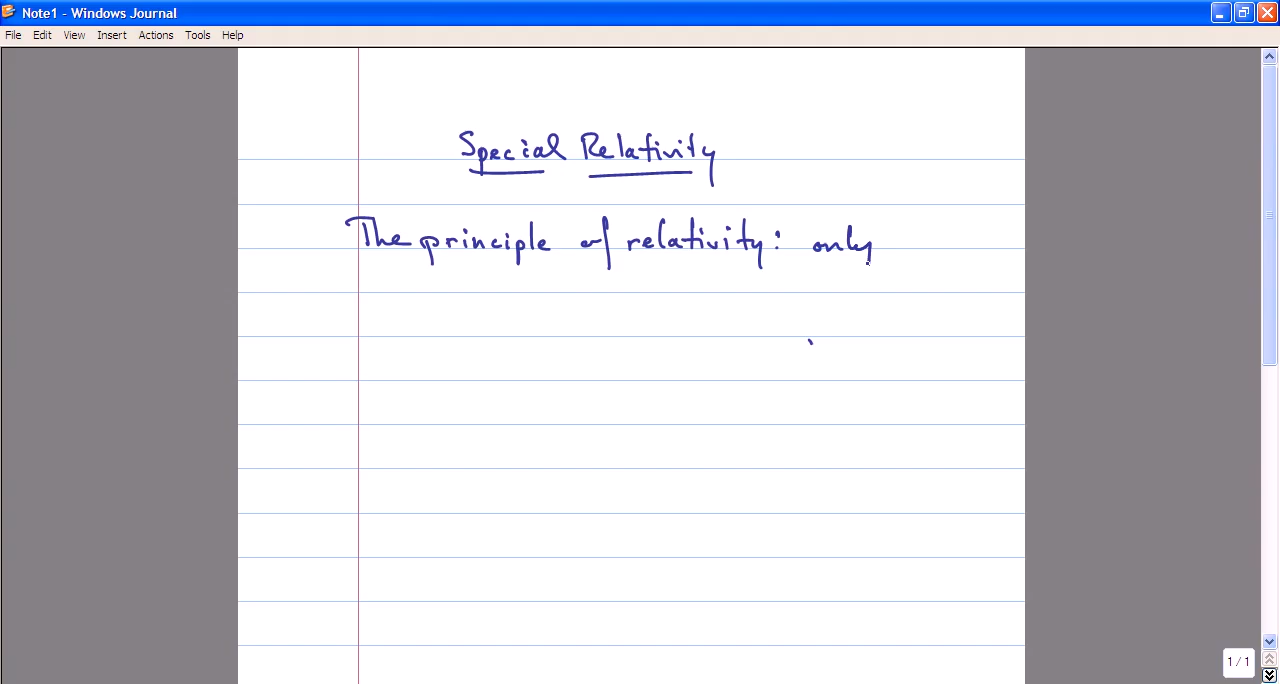 Note1 - Windows Journal
File Edit View Insert Actions Tools Help
Special Relativity
The principle of relativity: only
1 / 1